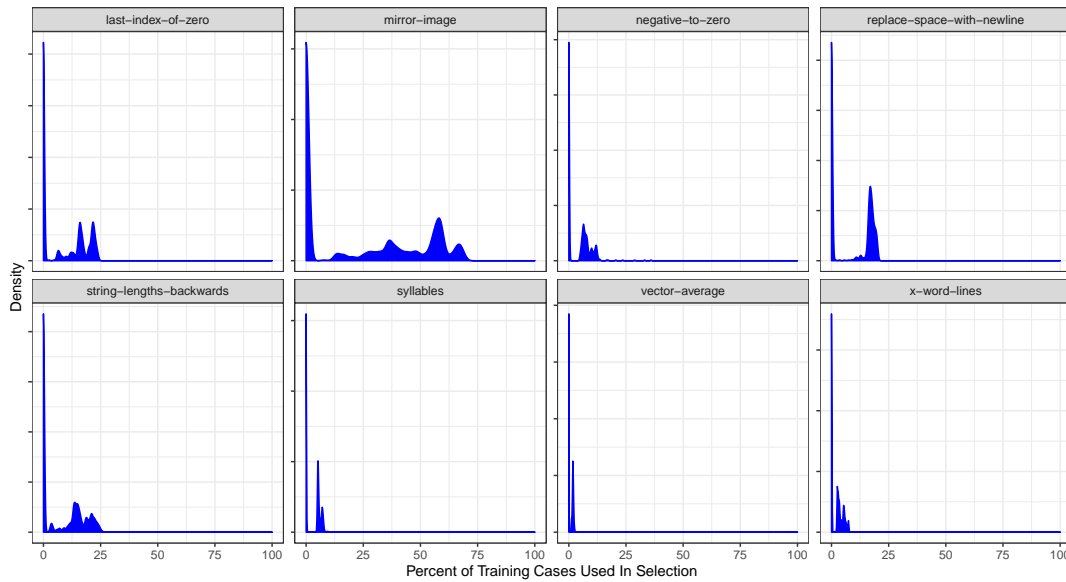 last−index−of−zero
mirror−image
negative−to−zero
replace−space−with−newline
string−lengths−backwards
syllables
vector−average
x−word−lines
Density
0 25 50 75 100
0 25 50 75 100
0 25 50 75 100
0 25 50 75 100
Percent of Training Cases Used In Selection